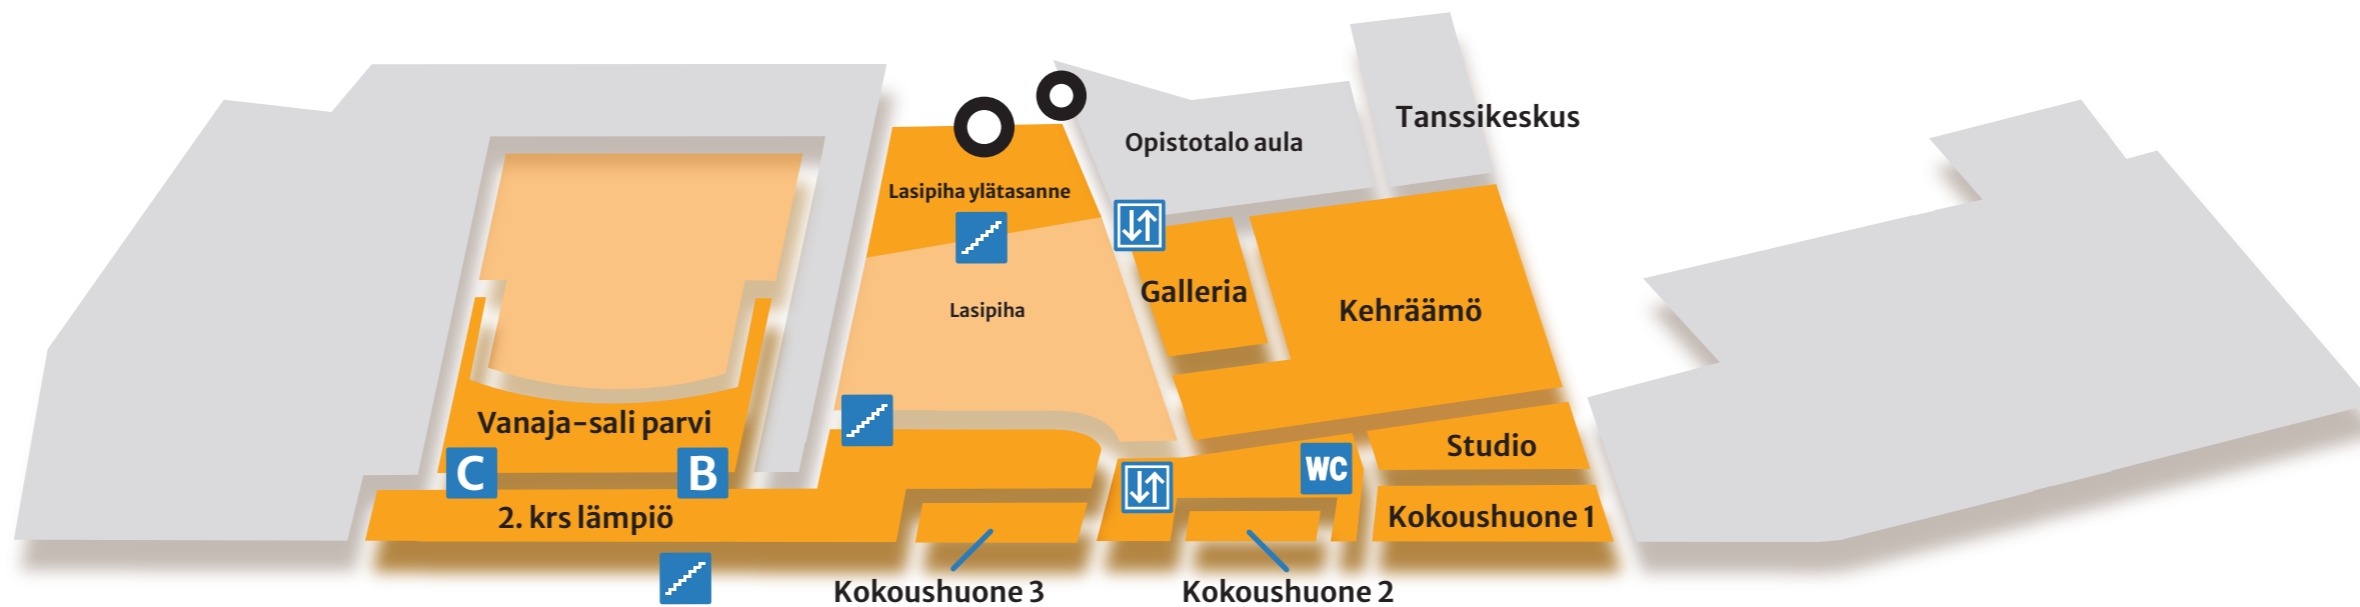 Tanssikeskus
Opistotalo aula
Lasipiha ylätasanne
Galleria
Lasipiha
Kehräämö
Vanaja-sali parvi
Studio
C
B
WC
2. krs lämpiö
Kokoushuone 1
Kokoushuone 3
Kokoushuone 2